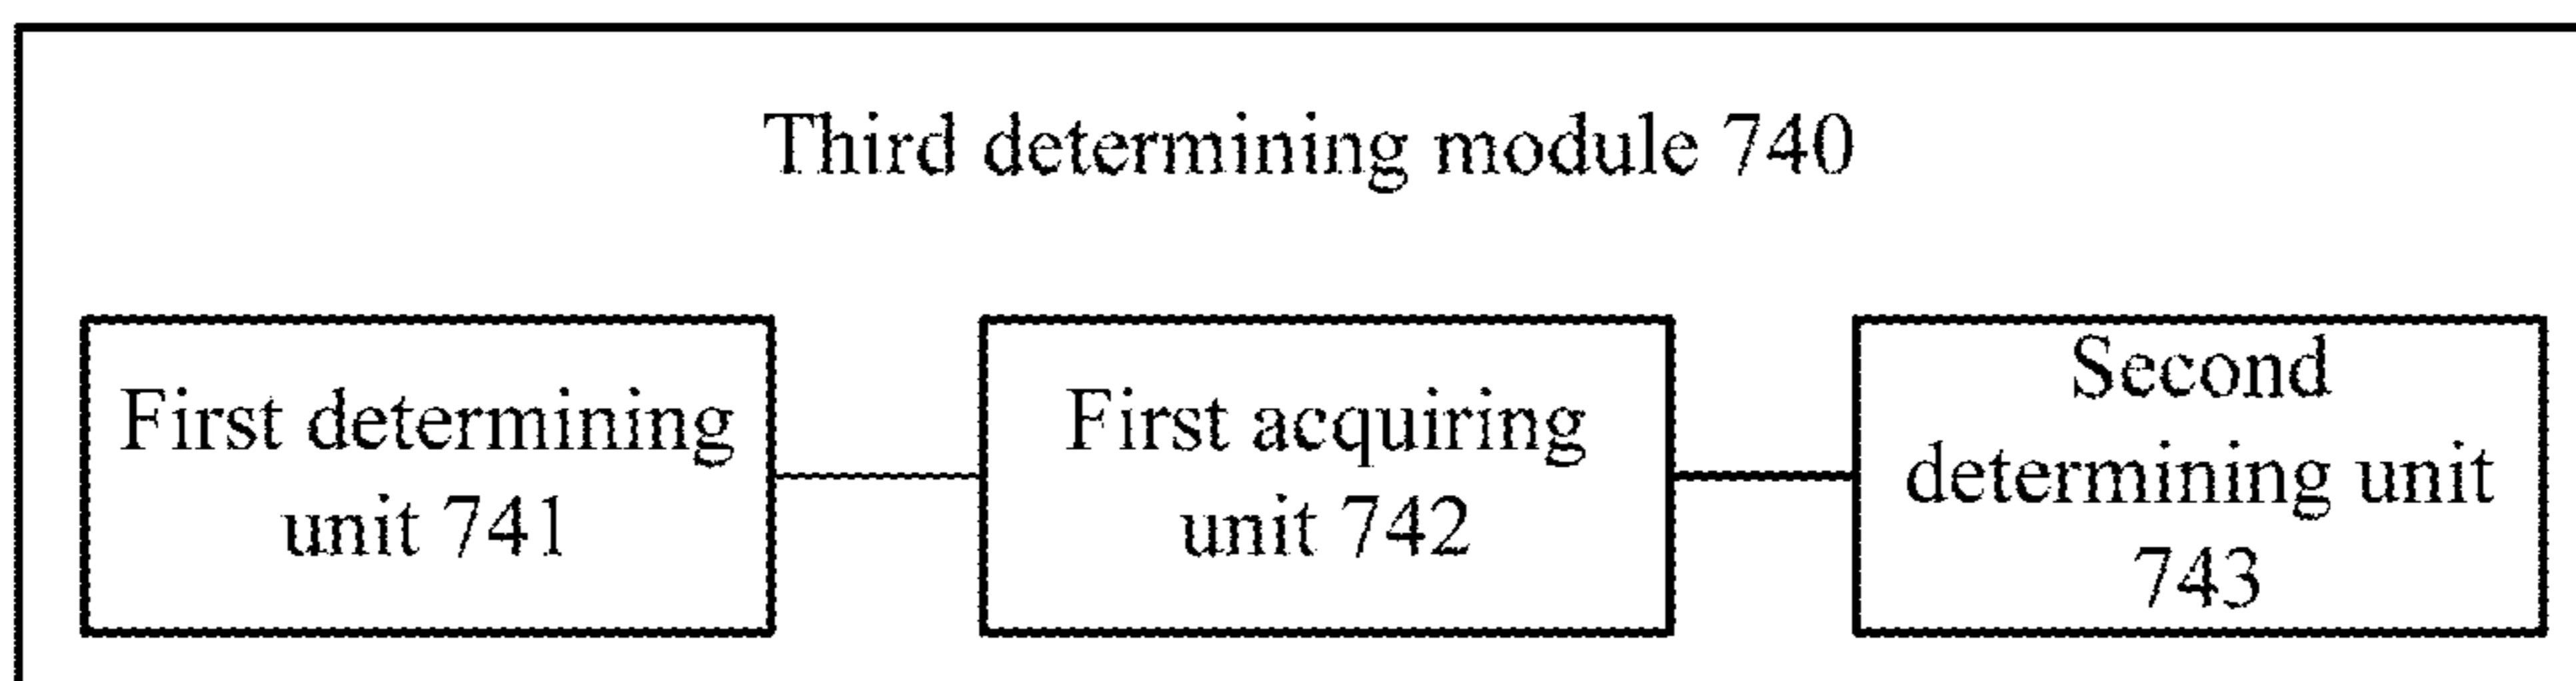 Third determining module 740
First determining
unit 741
First acquiring
unit 742
Second
determining unit
743